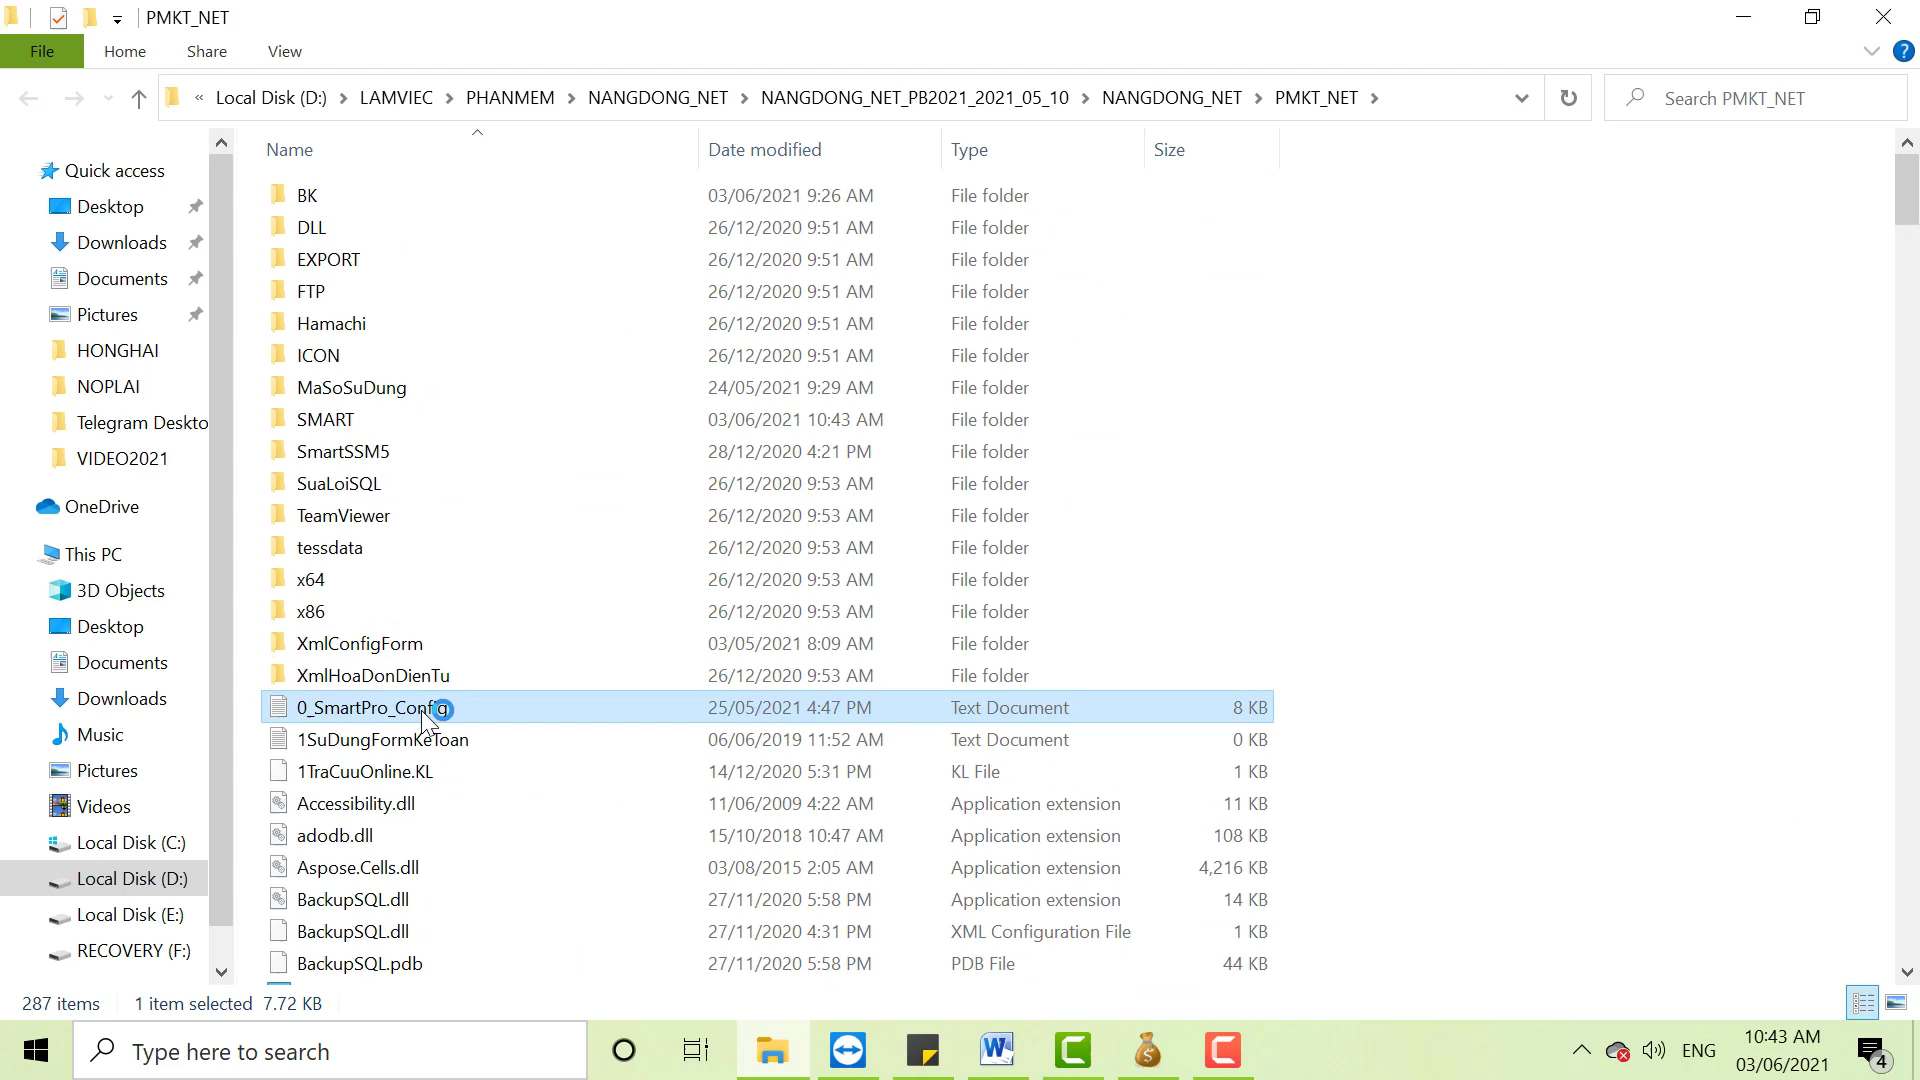 PMKT_NET
File Home Share View
« Local Disk (D:) LAMVIEC PHANMEM NANGDONG_NET NANGDONG_NET_PB2021_2021_05_10 NANGDONG_NET PMKT_NET Search PMKT_NET
Name Date modified Type Size
Quick access
Desktop
Downloads
Documents
Pictures
HONGHAI
NOPLAI
Telegram Deskto
VIDEO2021
OneDrive
This PC
3D Objects
Desktop
Documents
Downloads
Music
Pictures
Videos
Local Disk (C:)
Local Disk (D:)
Local Disk (E:)
RECOVERY (F:)
BK 03/06/2021 9:26 AM File folder
DLL 26/12/2020 9:51 AM File folder
EXPORT 26/12/2020 9:51 AM File folder
FTP 26/12/2020 9:51 AM File folder
Hamachi 26/12/2020 9:51 AM File folder
ICON 26/12/2020 9:51 AM File folder
MaSoSuDung 24/05/2021 9:29 AM File folder
SMART 03/06/2021 10:43 AM File folder
SmartSSM5 28/12/2020 4:21 PM File folder
SuaLoiSQL 26/12/2020 9:53 AM File folder
TeamViewer 26/12/2020 9:53 AM File folder
tessdata 26/12/2020 9:53 AM File folder
x64 26/12/2020 9:53 AM File folder
x86 26/12/2020 9:53 AM File folder
XmlConfigForm 03/05/2021 8:09 AM File folder
XmlHoaDonDienTu 26/12/2020 9:53 AM File folder
0_SmartPro_Config 25/05/2021 4:47 PM Text Document 8 KB
1SuDungFormKeToan 06/06/2019 11:52 AM Text Document 0 KB
1TraCuuOnline.KL 14/12/2020 5:31 PM KL File 1 KB
Accessibility.dll 11/06/2009 4:22 AM Application extension 11 KB
adodb.dll 15/10/2018 10:47 AM Application extension 108 KB
Aspose.Cells.dll 03/08/2015 2:05 AM Application extension 4,216 KB
BackupSQL.dll 27/11/2020 5:58 PM Application extension 14 KB
BackupSQL.dll 27/11/2020 4:31 PM XML Configuration File 1 KB
BackupSQL.pdb 27/11/2020 5:58 PM PDB File 44 KB
287 items 1 item selected 7.72 KB
Type here to search
ENG
10:43 AM
03/06/2021
4